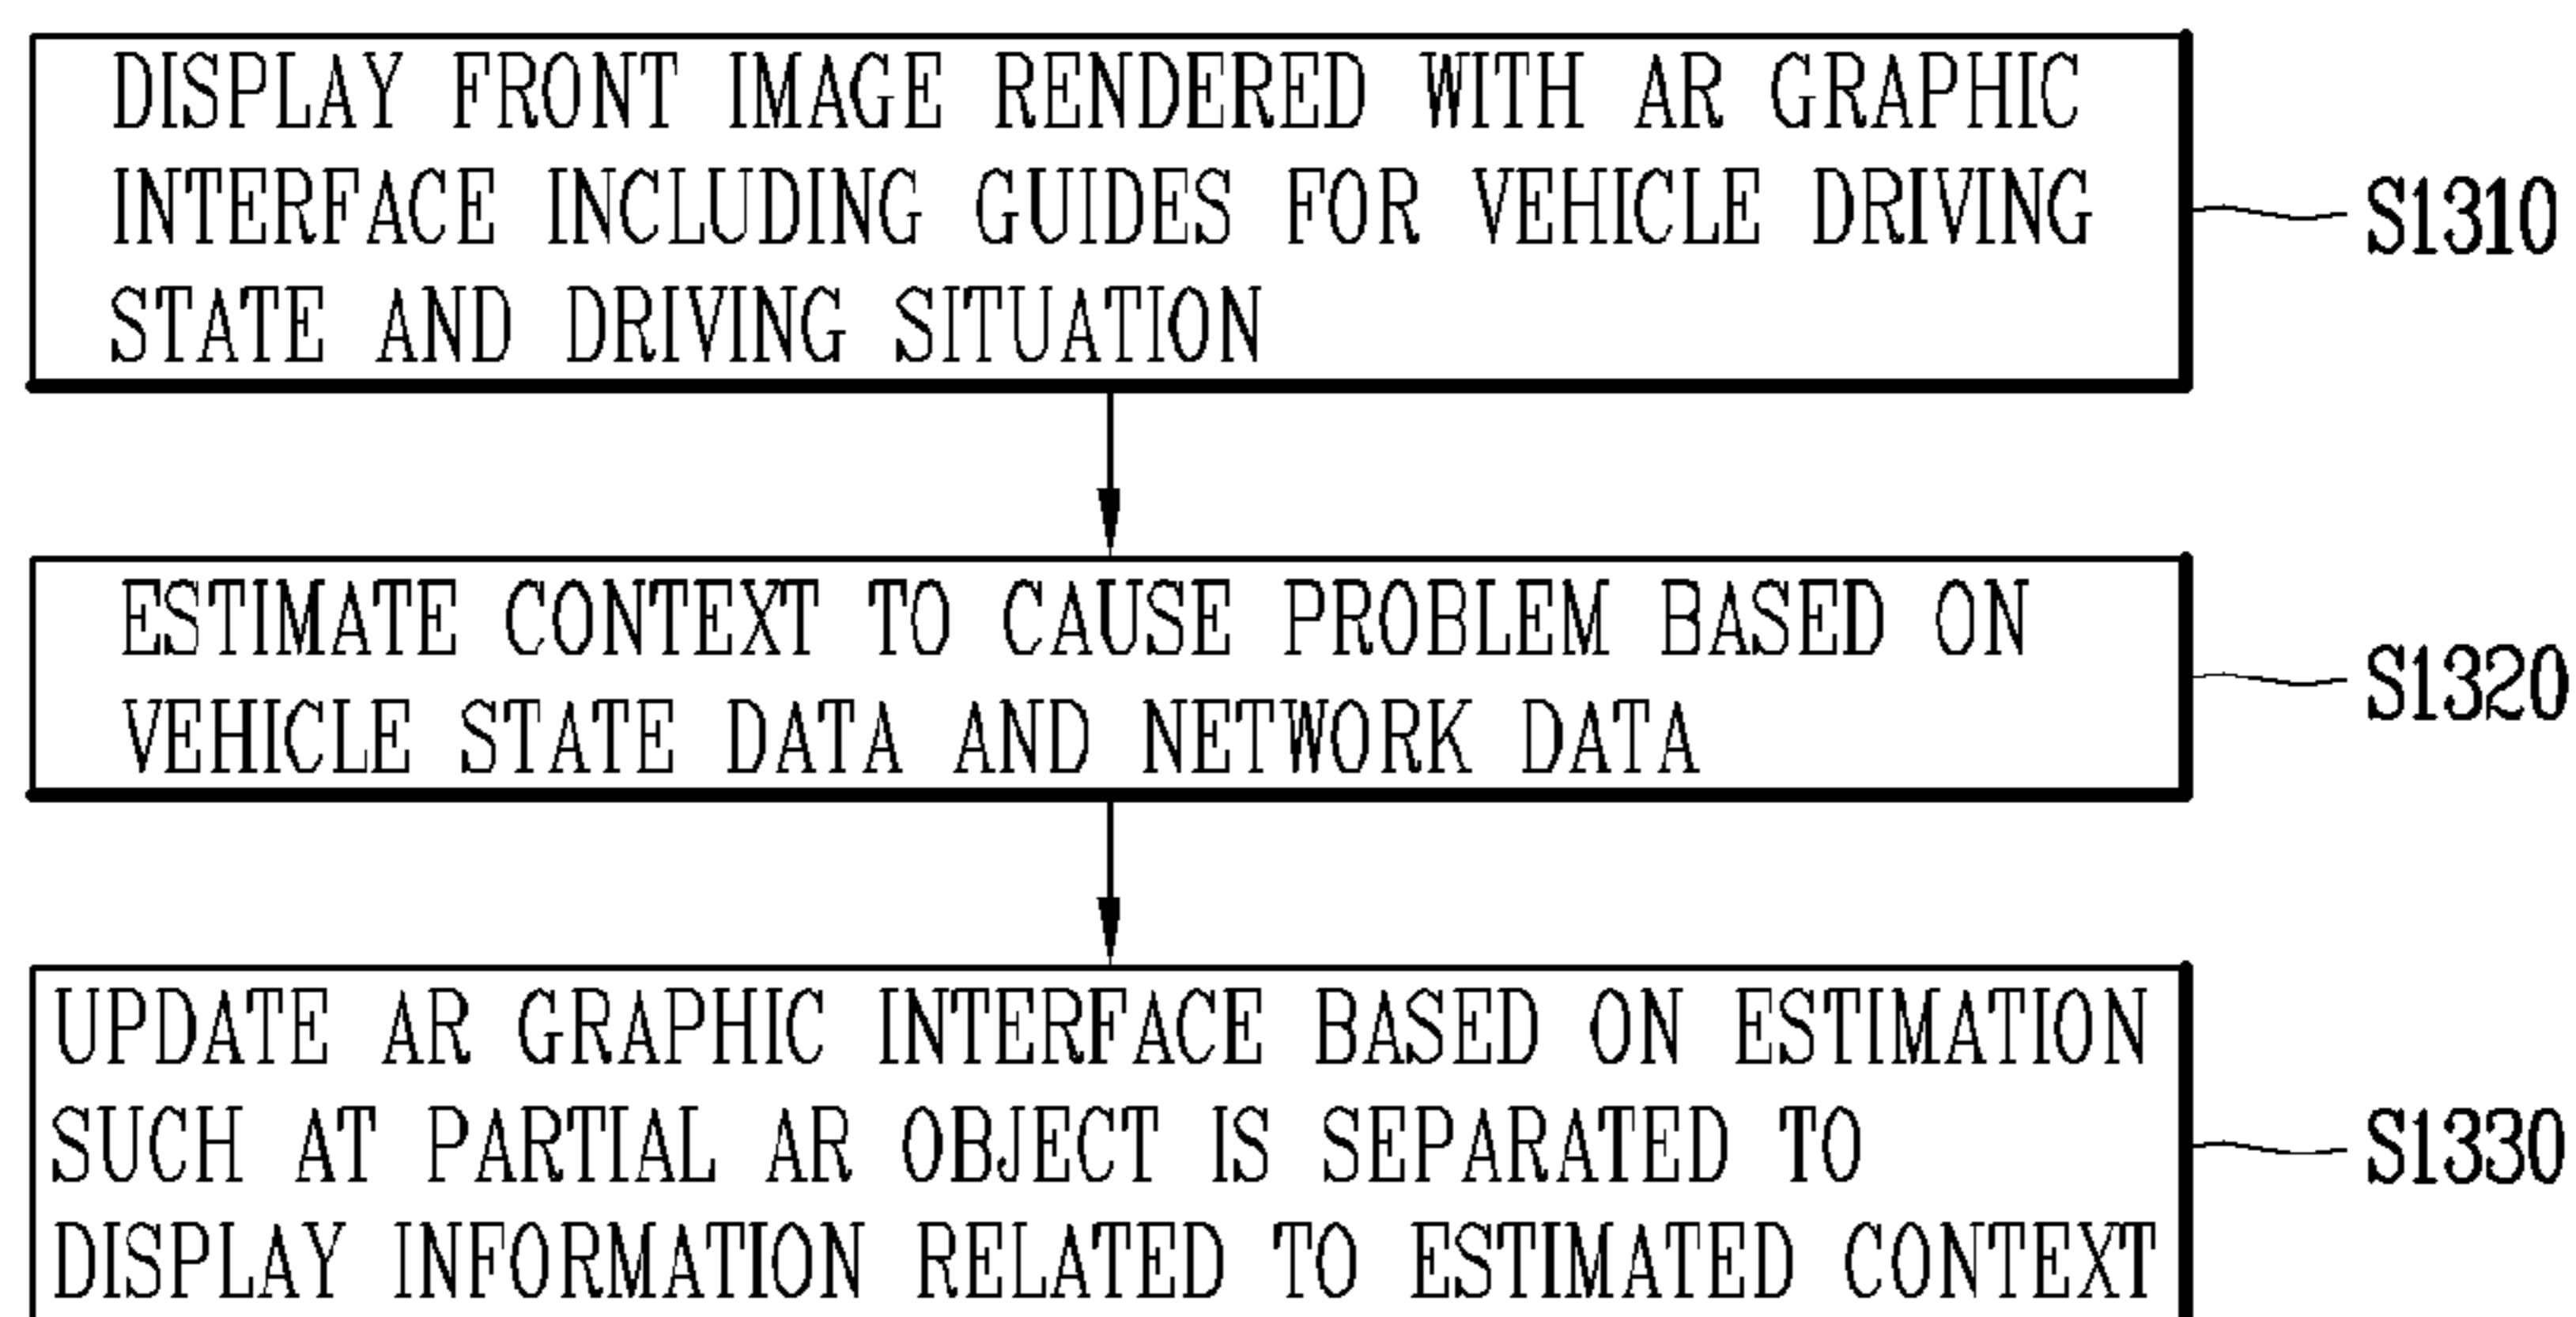 DISPLAY FRONT IMAGE RENDERED WITH AR GRAPHIC
INTERFACE INCLUDING GUIDES FOR VEHICLE DRIVING
STATE AND DRIVING SITUATION
S1310
ESTIMATE CONTEXT TO CAUSE PROBLEM BASED ON
VEHICLE STATE DATA AND NETWORK DATA
S1320
UPDATE AR GRAPHIC INTERFACE BASED ON ESTIMATION
SUCH AT PARTIAL AR OBJECT IS SEPARATED TO
DISPLAY INFORMATION RELATED TO ESTIMATED CONTEXT
S1330